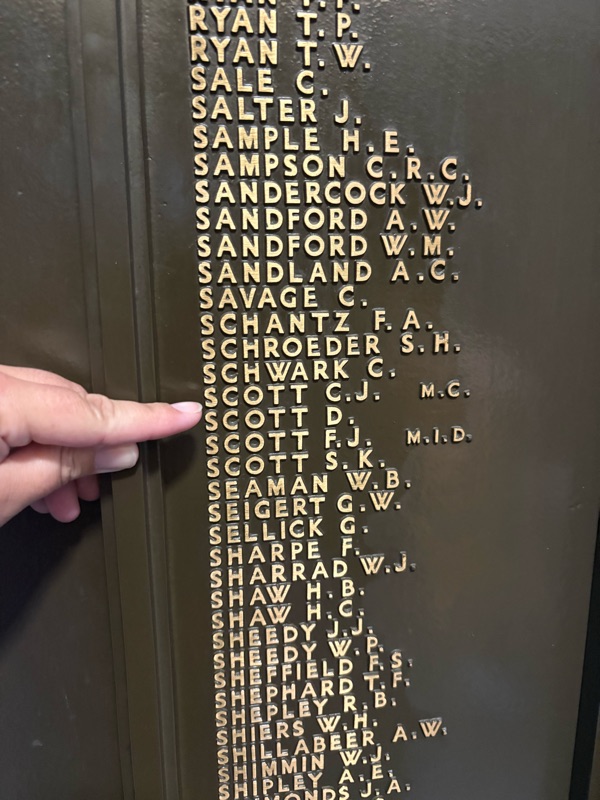 RYAN T.P.
RYAN T.W.
SALE C.
SALTER J.
SAMPLE H.E.
SAMPSON C.R.C.
SANDERCOCK W.J.
SANDFORD A.W.
SANDFORD W.M.
SANDLAND A.C.
SAVAGE C.
SCHANTZ F.A.
SCHROEDER S.H.
SCHWARK C.
SCOTT C.J. M.C.
SCOTT D.
SCOTT F.J. M.I.D.
SCOTT S.K.
SEAMAN W.B.
SEIGERT G.W.
SELLICK G.
SHARPE F.
SHARRAD W.J.
SHAW H.B.
SHAW H.C.
SHEEDY J.J.
SHEEDY W.P.
SHEFFIELD F.S.
SHEPHARD T.F.
SHEPLEY R.B.
SHIERS W.H.
SHILLABEER A.W.
SHIMMIN W.J.
SHIPLEY A.E.
J.A.